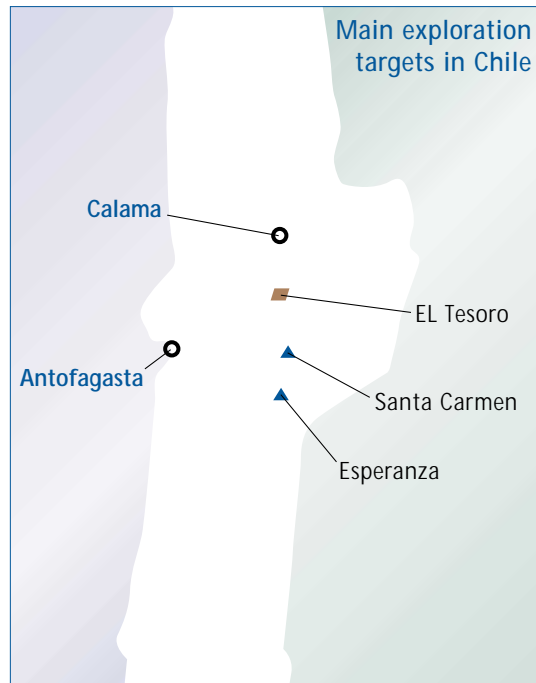 Main exploration
targets in Chile
Calama
EL Tesoro
Antofagasta
Santa Carmen
Esperanza